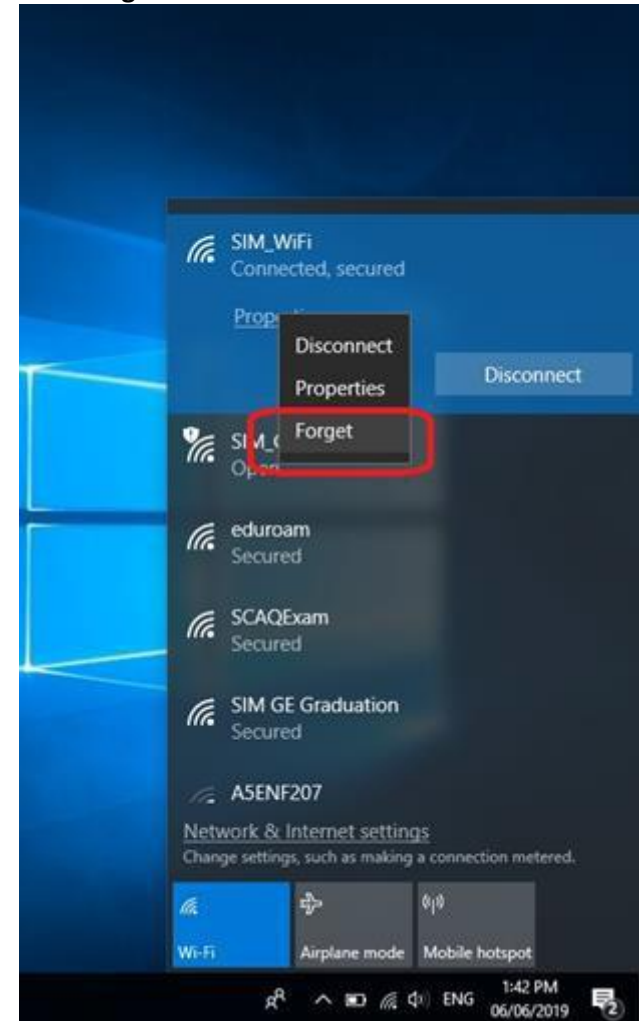 SIM_WiFi
Connected, secured
Disconnect
Properties
Disconnect
Forget
eduroam
Secured
SCAQExam
Secured
SIM GE Graduation
Secured
A5ENF207
Network & Internet settings
Change settings, such as making a connection metered.
Wi-Fi
Airplane mode
Mobile hotspot
ENG
1:42 PM
06/06/2019
2